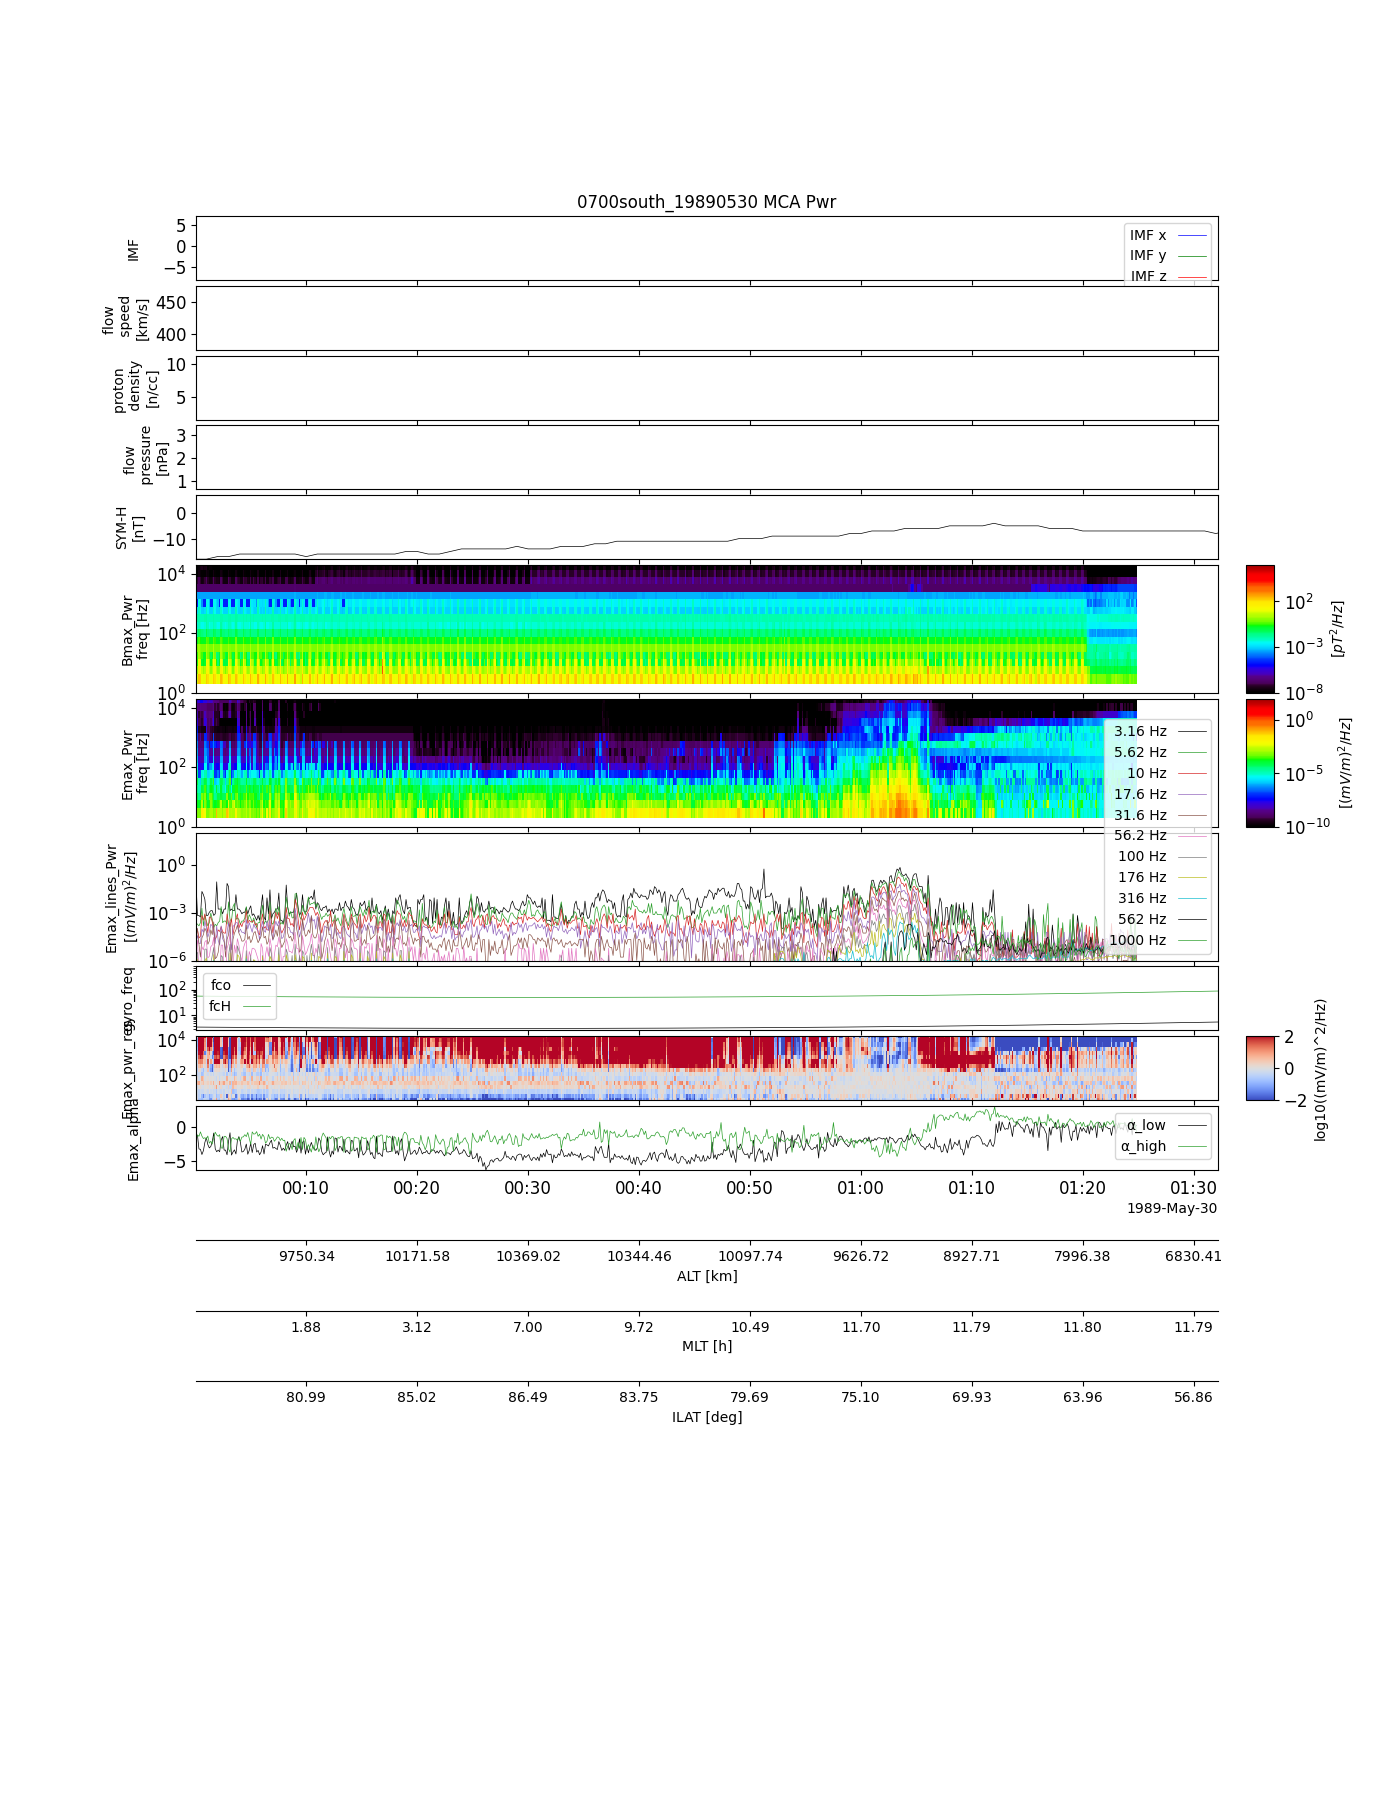 0700south_19890530 MCA Pwr
IMF
5
0
−5
IMF x
IMF y
IMF z
flow
speed
[km/s]
450
400
proton
density
[n/cc]
10
5
flow
pressure
[nPa]
3
2
1
SYM-H
[nT]
0
−10
Bmax_Pwr
freq [Hz]
10^4
10^2
10^0
10^2
10^−3
10^−8
[pT^2/Hz]
Emax_Pwr
freq [Hz]
10^4
10^2
10^0
10^0
10^−5
10^−10
[(mV/m)^2/Hz]
3.16 Hz
5.62 Hz
10 Hz
17.6 Hz
31.6 Hz
56.2 Hz
100 Hz
176 Hz
316 Hz
562 Hz
1000 Hz
Emax_lines_Pwr
[(mV/m)^2/Hz]
10^0
10^−3
10^−6
gyro_freq
10^2
10^1
fco
fcH
Emax_pwr_reg
10^4
10^2
2
0
−2
log10((mV/m)^2/Hz)
Emax_alpha
0
−5
α_low
α_high
00:10 00:20 00:30 00:40 00:50 01:00 01:10 01:20 01:30
1989-May-30
9750.34 10171.58 10369.02 10344.46 10097.74 9626.72 8927.71 7996.38 6830.41
ALT [km]
1.88 3.12 7.00 9.72 10.49 11.70 11.79 11.80 11.79
MLT [h]
80.99 85.02 86.49 83.75 79.69 75.10 69.93 63.96 56.86
ILAT [deg]